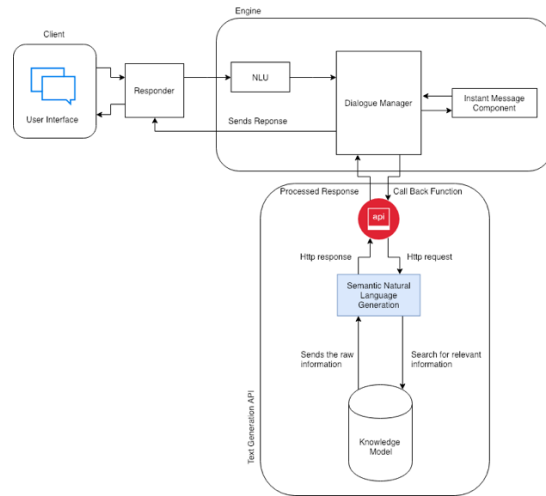 Engine
Client
NLU
Responder
Dialogue Manager
Instant Message
Component
User Interface
Sends Reponse
Processed Response
Call Back Function
api
Http response
Http request
Semantic Natural
Language
Generation
Sends the raw
information
Search for relevant
information
Text Generation API
Knowledge
Model